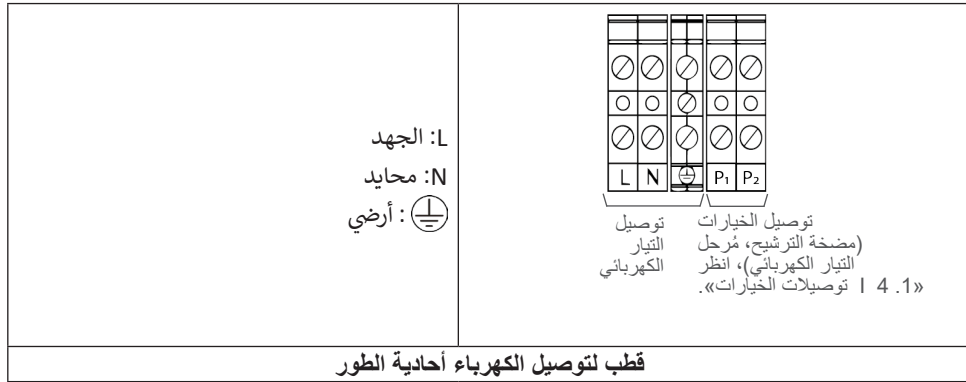 L: الجهد
N: محايد
: أرضي
L N P₁ P₂
توصيل الخيارات
(مضخة الترشيح، مُرحل
التيار الكهربائي)، انظر
«1. 4 I توصيلات الخيارات».
توصيل
التيار
الكهربائي
قطب لتوصيل الكهرباء أحادية الطور